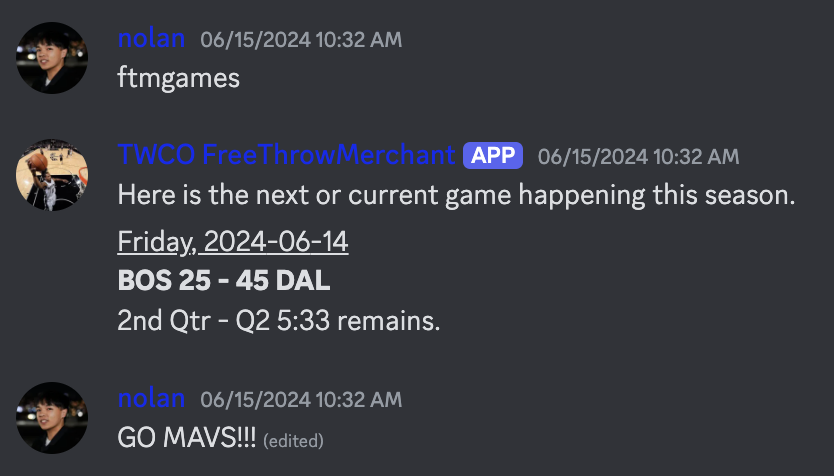 nolan 06/15/2024 10:32 AM
ftmgames
TWCO FreeThrowMerchant APP 06/15/2024 10:32 AM
Here is the next or current game happening this season.
Friday, 2024-06-14
BOS 25 - 45 DAL
2nd Qtr - Q2 5:33 remains.
nolan 06/15/2024 10:32 AM
GO MAVS!!! (edited)